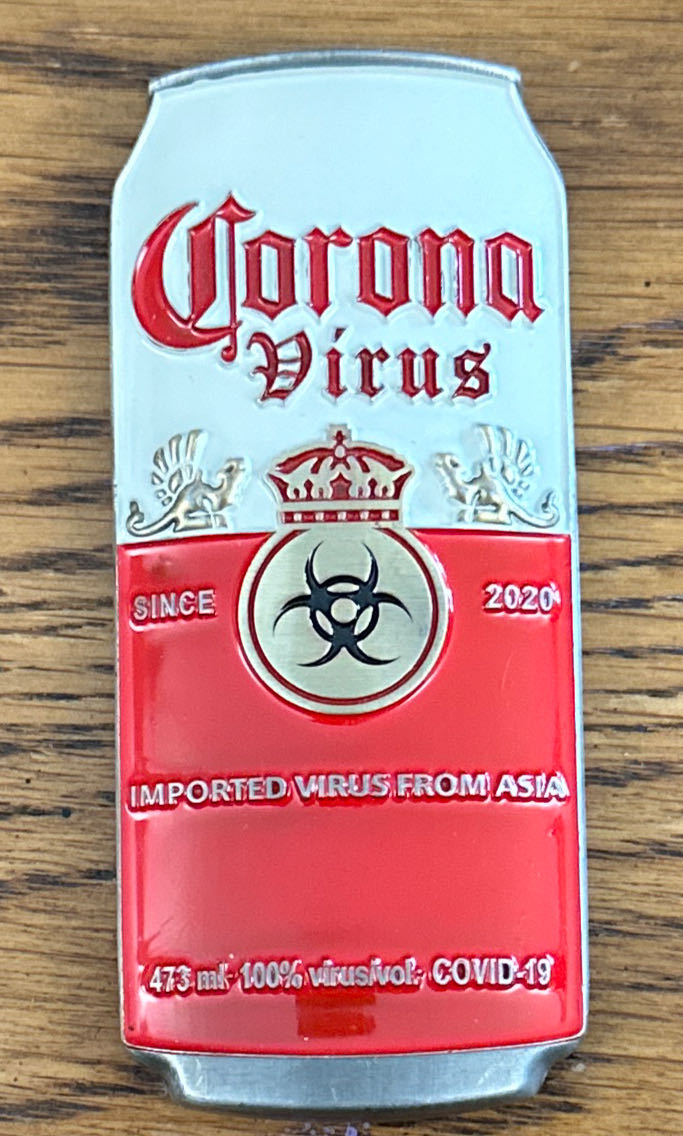 Corona
Virus
SINCE 2020
IMPORTED VIRUS FROM ASIA
473 ml 100% virus/vol. COVID-19